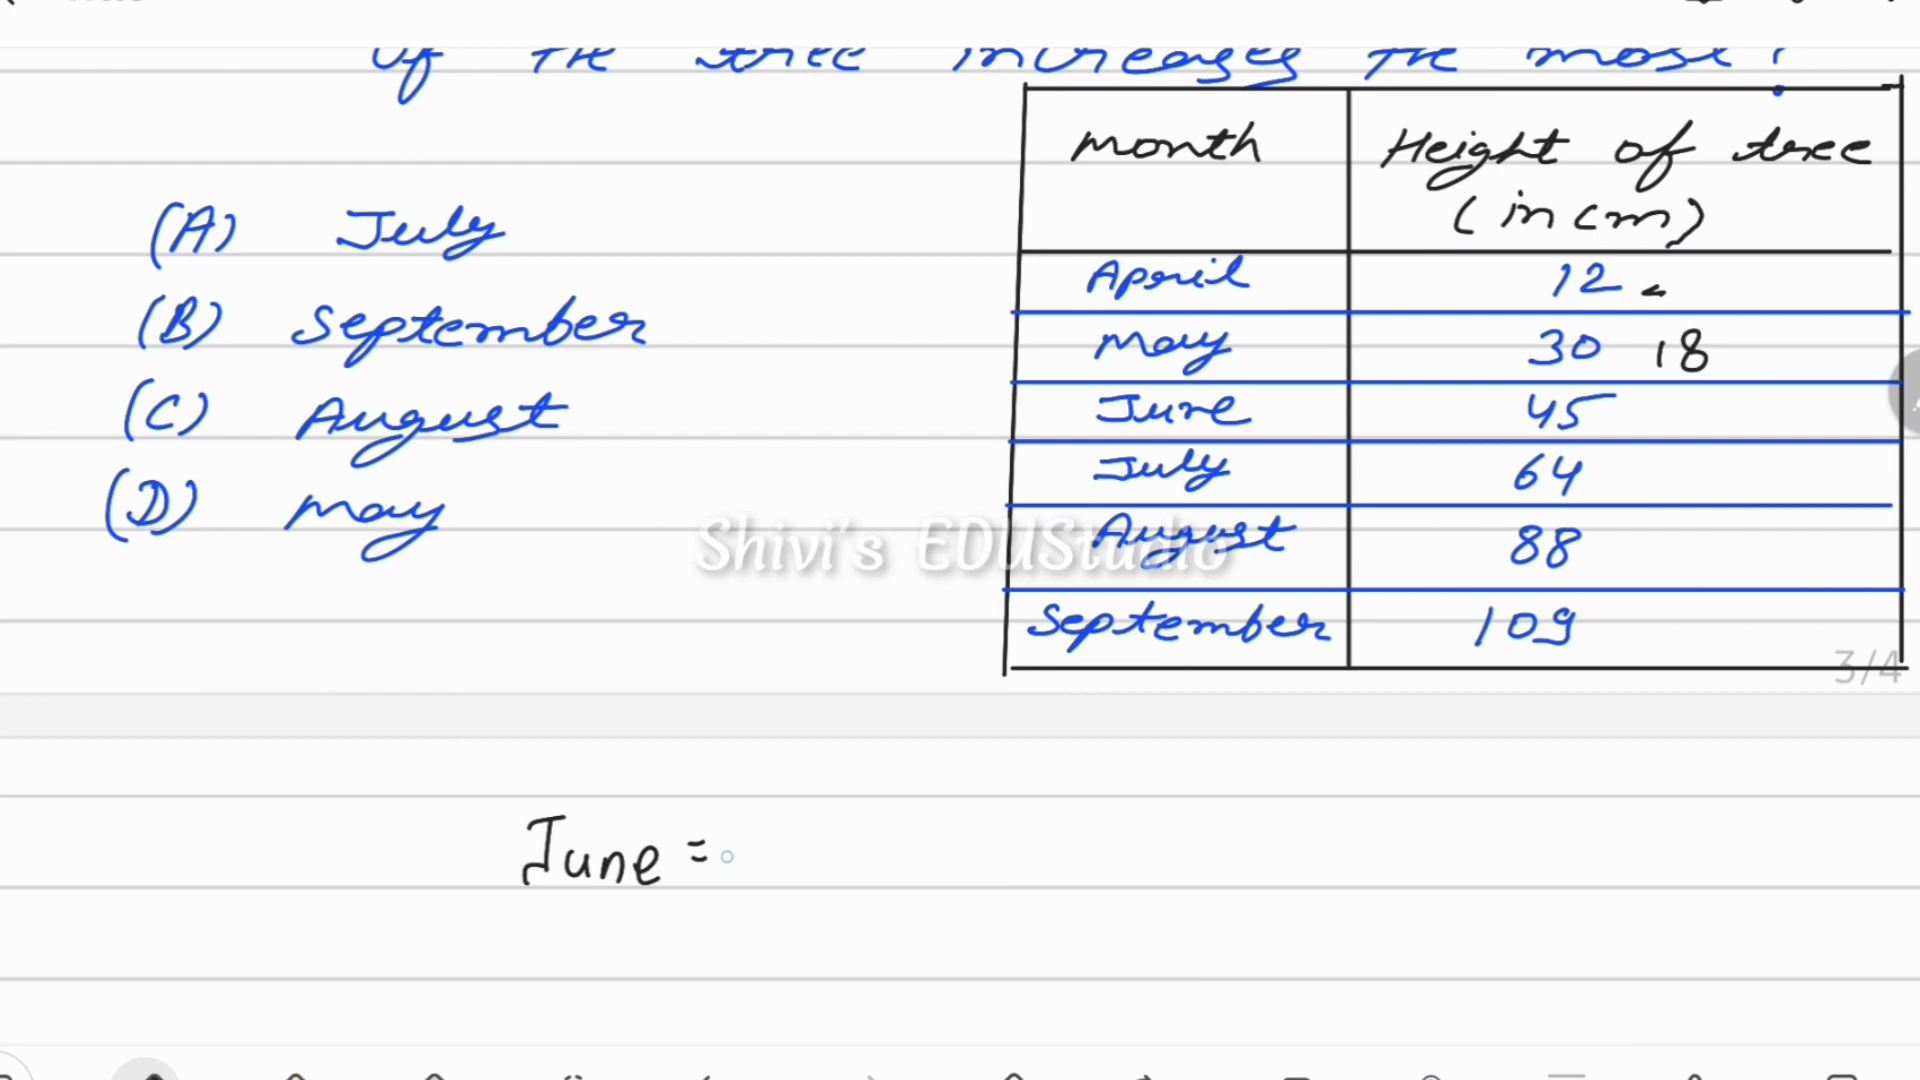 of the tree increases the most?
(A) July
(B) September
(C) August
(D) may
month Height of tree
(in cm)
April 12
may 30 18
June 45
July 64
August 88
September 109
Shivi's EDUStudio
3/4
June =